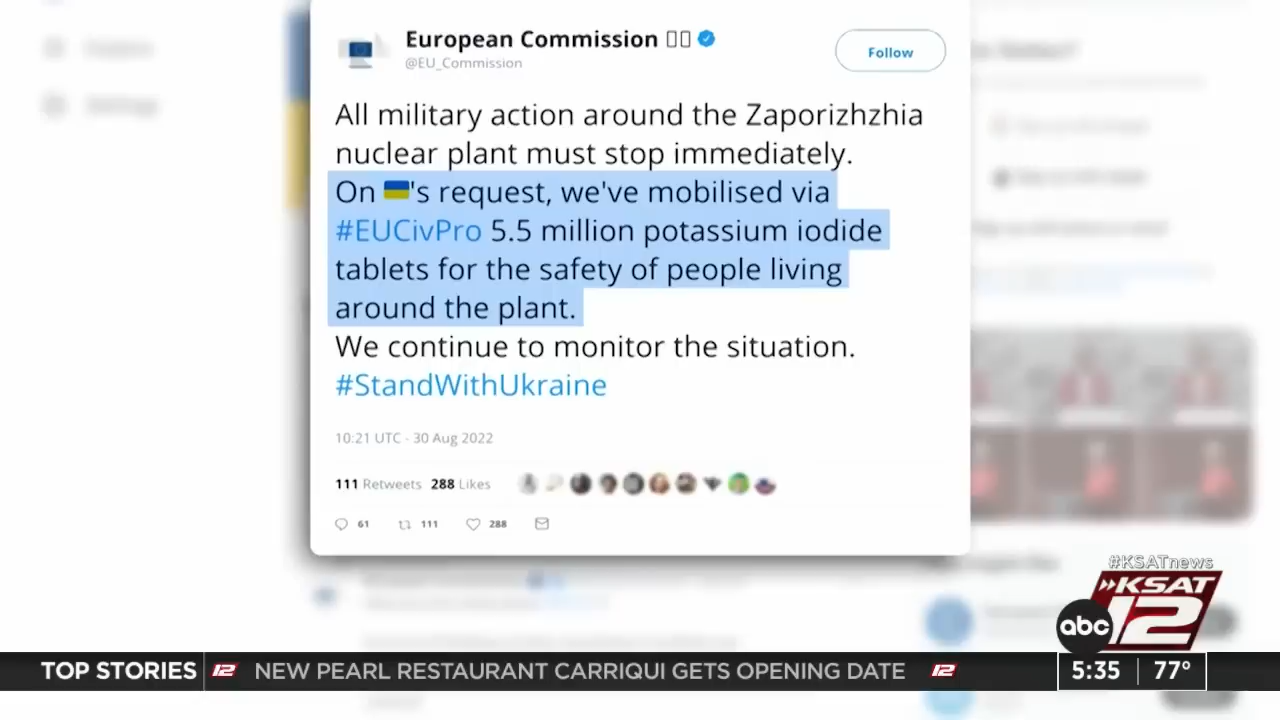 European Commission
@EU_Commission
Follow
All military action around the Zaporizhzhia
nuclear plant must stop immediately.
On 🇺🇦's request, we've mobilised via
#EUCivPro 5.5 million potassium iodide
tablets for the safety of people living
around the plant.
We continue to monitor the situation.
#StandWithUkraine
10:21 UTC - 30 Aug 2022
111 Retweets 288 Likes
61 111 288
#KSATnews
KSAT
abc 12
TOP STORIES 12 NEW PEARL RESTAURANT CARRIQUI GETS OPENING DATE 12 5:35 77°